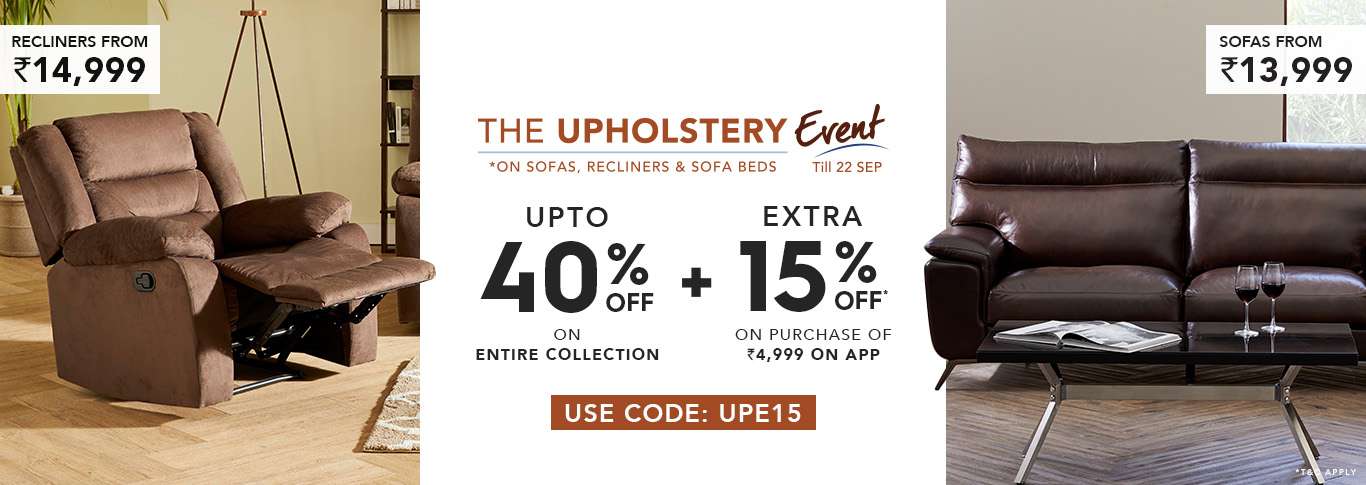 RECLINERS FROM
₹14,999
THE UPHOLSTERY Event
*ON SOFAS, RECLINERS & SOFA BEDS Till 22 SEP
UPTO
40% OFF
ON
ENTIRE COLLECTION
+
EXTRA
15% OFF*
ON PURCHASE OF
₹4,999 ON APP
USE CODE: UPE15
SOFAS FROM
₹13,999
*T&C APPLY